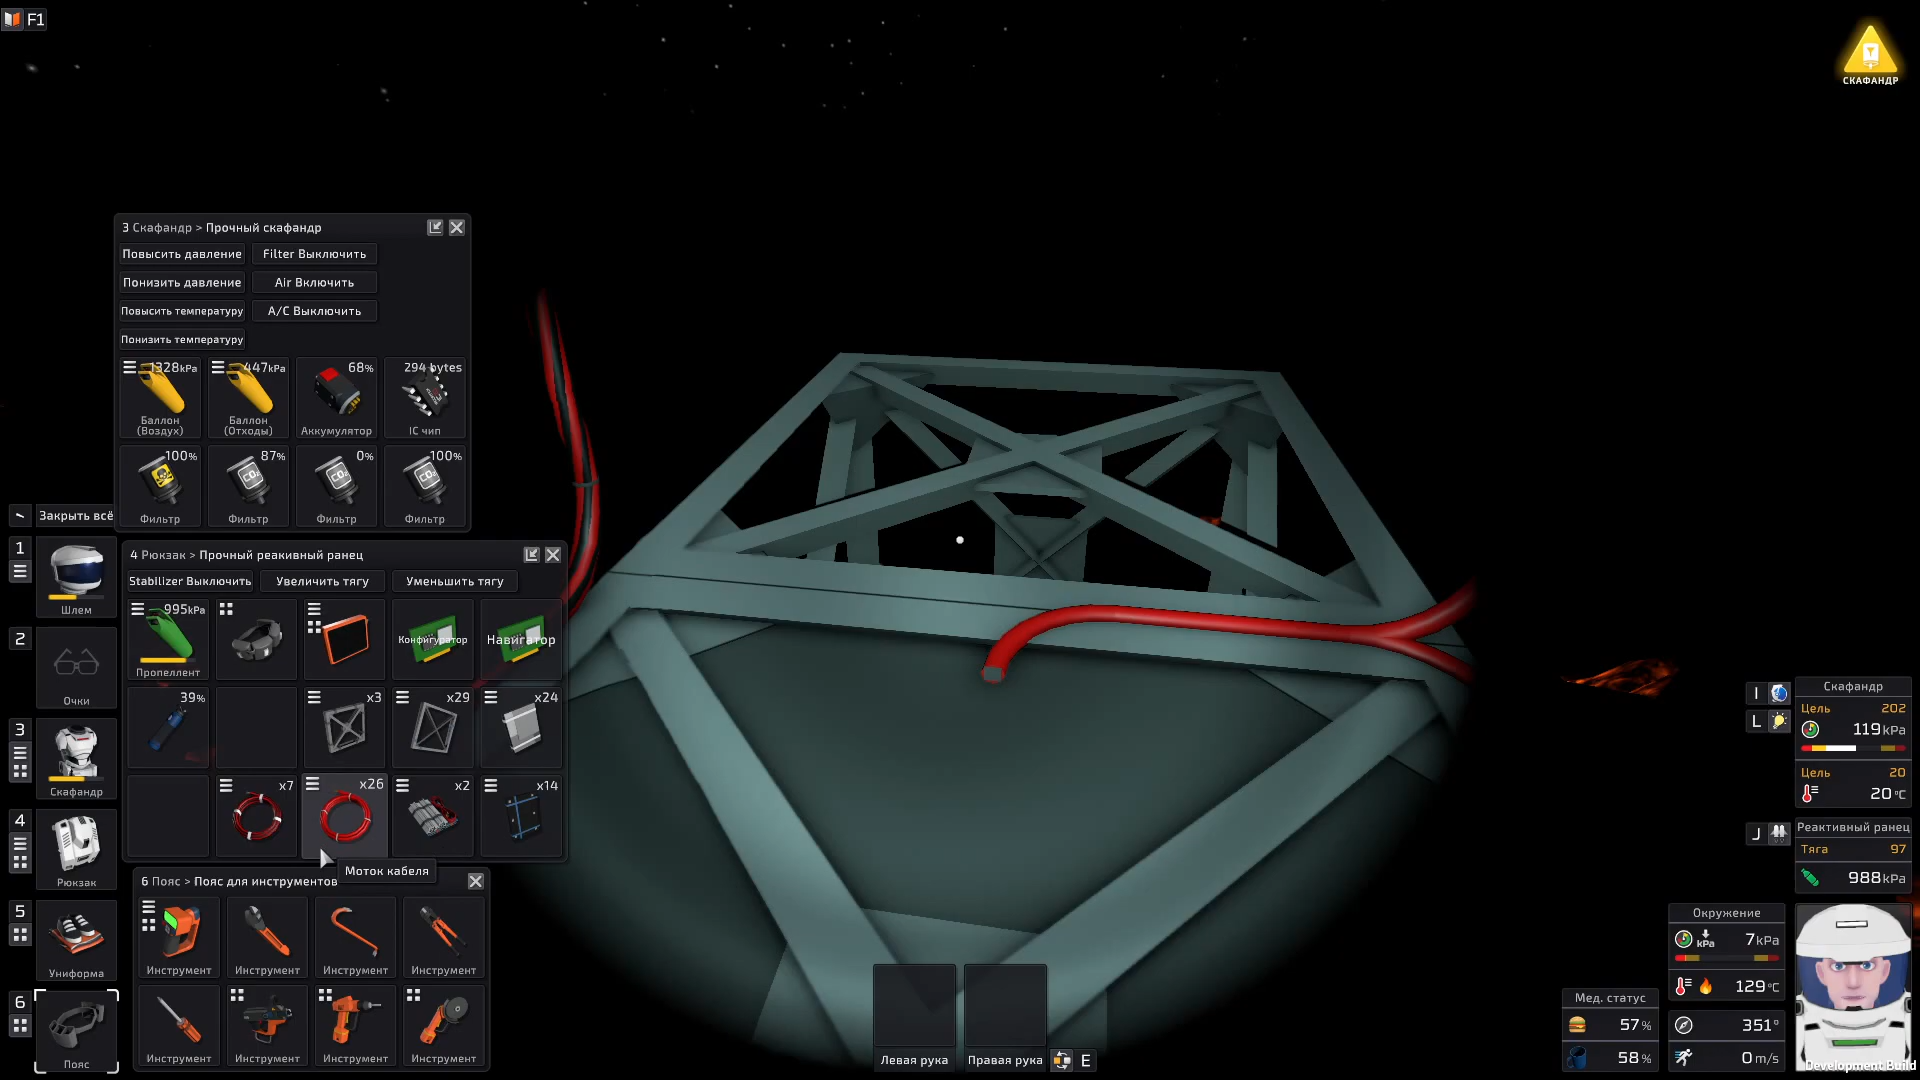 F1
СКАФАНДР
3 Скафандр > Прочный скафандр
Повысить давление
Filter Выключить
Понизить давление
Air Включить
Повысить температуру
A/C Выключить
Понизить температуру
1328kPa
447kPa
68%
294 bytes
Баллон (Воздух)
Баллон (Отходы)
Аккумулятор
IC чип
100%
87%
0%
100%
Фильтр
Фильтр
Фильтр
Фильтр
Закрыть всё
1
Шлем
2
Очки
3
Скафандр
4
Рюкзак
5
Униформа
6
Пояс
4 Рюкзак > Прочный реакивный ранец
Stabilizer Выключить
Увеличить тягу
Уменьшить тягу
995kPa
Пропеллент
Конфигуратор
Навигатор
39%
x3
x29
x24
x7
x26
x2
x14
Моток кабеля
6 Пояс > Пояс для инструментов
Инструмент
Инструмент
Инструмент
Инструмент
Инструмент
Инструмент
Инструмент
Инструмент
Левая рука
Правая рука
E
I
L
Скафандр
Цель 202
119kPa
Цель 20
20°C
J
Реактивный ранец
Тяга 97
988kPa
Окружение
kPa
7kPa
129°C
Мед. статус
57%
58%
351°
0m/s
Development Build